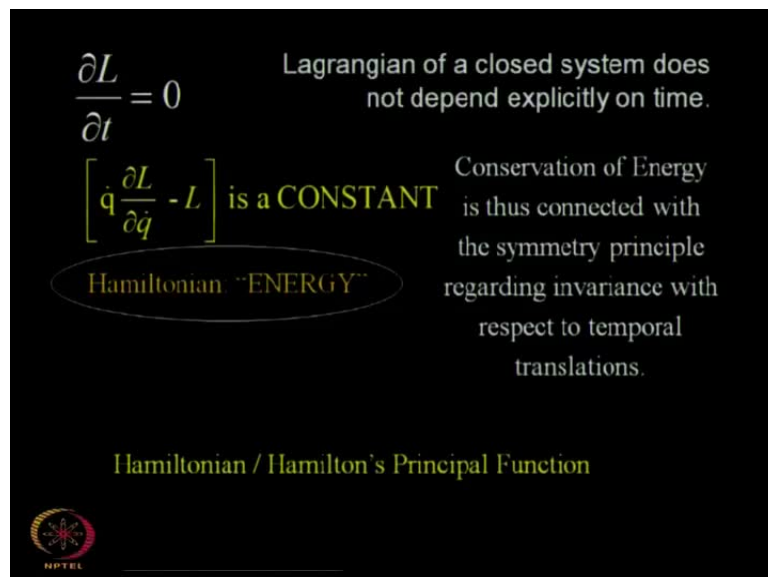 ∂L/∂t = 0
Lagrangian of a closed system does
not depend explicitly on time.
[q̇ ∂L/∂q̇ - L] is a CONSTANT
Hamiltonian: “ENERGY”
Conservation of Energy
is thus connected with
the symmetry principle
regarding invariance with
respect to temporal
translations.
Hamiltonian / Hamilton's Principal Function
NPTEL